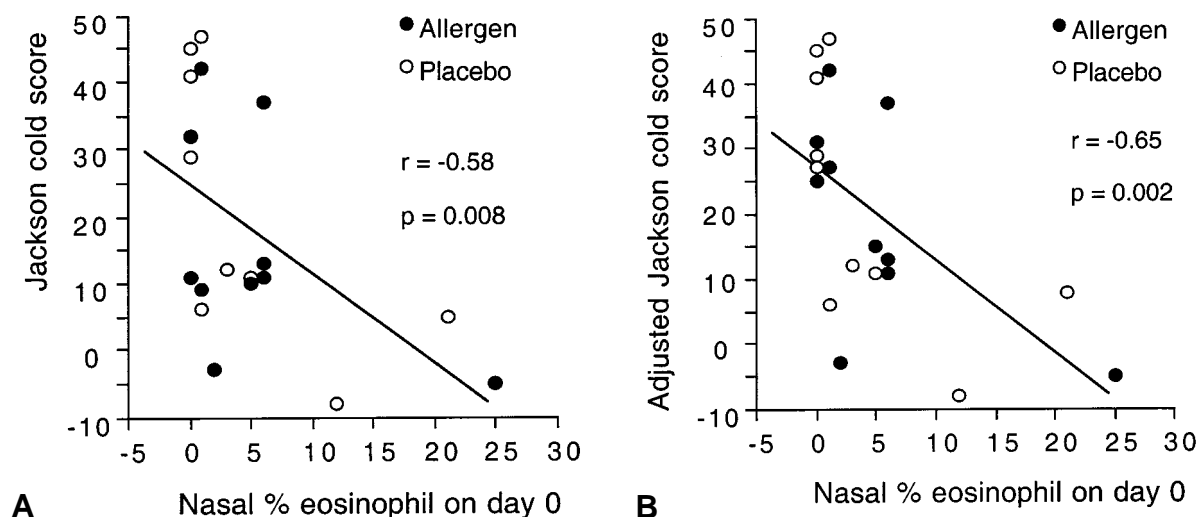 50
40
30
20
10
0
-10
Jackson cold score
Allergen
Placebo
r = -0.58
p = 0.008
-5 0 5 10 15 20 25 30
A Nasal % eosinophil on day 0
50
40
30
20
10
0
-10
Adjusted Jackson cold score
Allergen
Placebo
r = -0.65
p = 0.002
-5 0 5 10 15 20 25 30
B Nasal % eosinophil on day 0